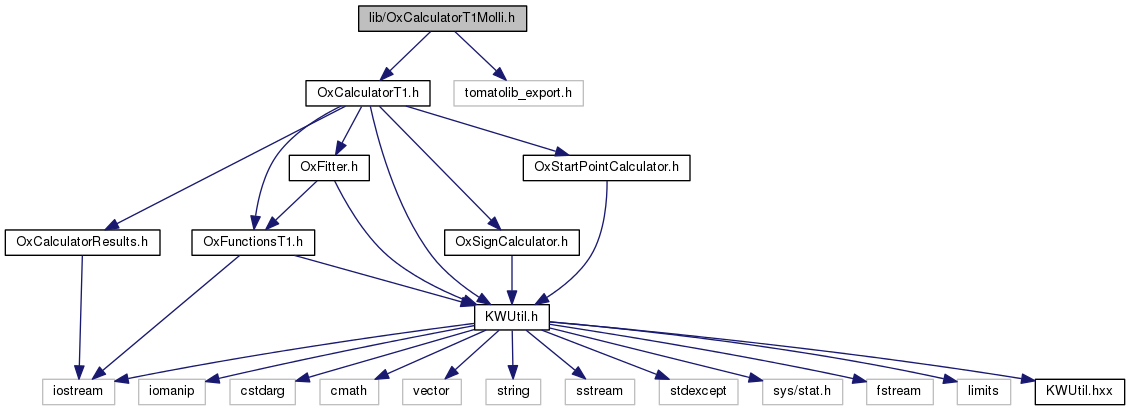 lib/OxCalculatorT1Molli.h
OxCalculatorT1.h
tomatolib_export.h
OxFitter.h
OxStartPointCalculator.h
OxCalculatorResults.h
OxFunctionsT1.h
OxSignCalculator.h
KWUtil.h
iostream
iomanip
cstdarg
cmath
vector
string
sstream
stdexcept
sys/stat.h
fstream
limits
KWUtil.hxx